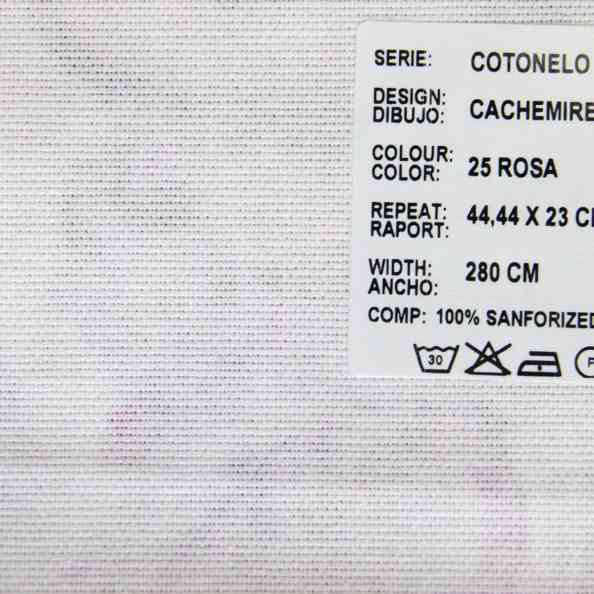 SERIE: COTONELO
DESIGN:
DIBUJO: CACHEMIRE
COLOUR:
COLOR: 25 ROSA
REPEAT:
RAPORT: 44,44 X 23 C
WIDTH:
ANCHO: 280 CM
COMP: 100% SANFORIZED
30 P